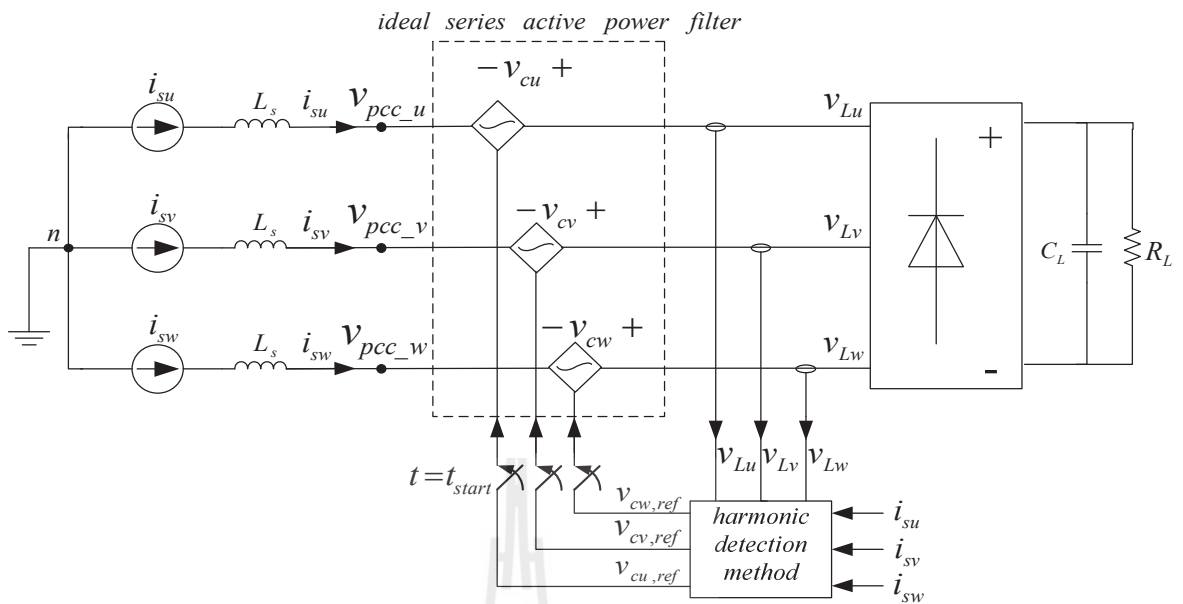 ideal series active power filter
− v_cu +
i_su
L_s
i_su
v_pcc_u
v_Lu
+
− v_cv +
i_sv
L_s
i_sv
v_pcc_v
v_Lv
n
C_L
R_L
− v_cw +
i_sw
L_s
i_sw
v_pcc_w
v_Lw
-
v_Lu
v_Lv
v_Lw
t = t_start
v_cw,ref
v_cv,ref
v_cu,ref
harmonic
detection
method
i_su
i_sv
i_sw